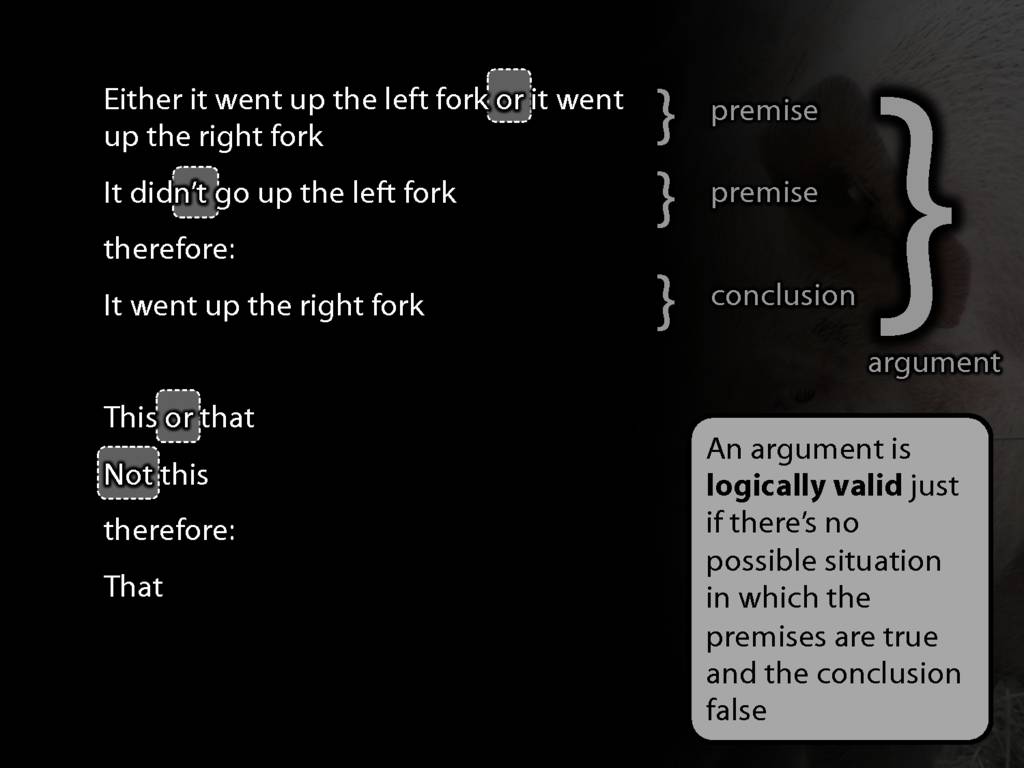 Either it went up the left fork or it went
up the right fork
} premise
It didn't go up the left fork
} premise
therefore:
It went up the right fork
} conclusion
}
argument
This or that
Not this
therefore:
That
An argument is
logically valid just
if there's no
possible situation
in which the
premises are true
and the conclusion
false